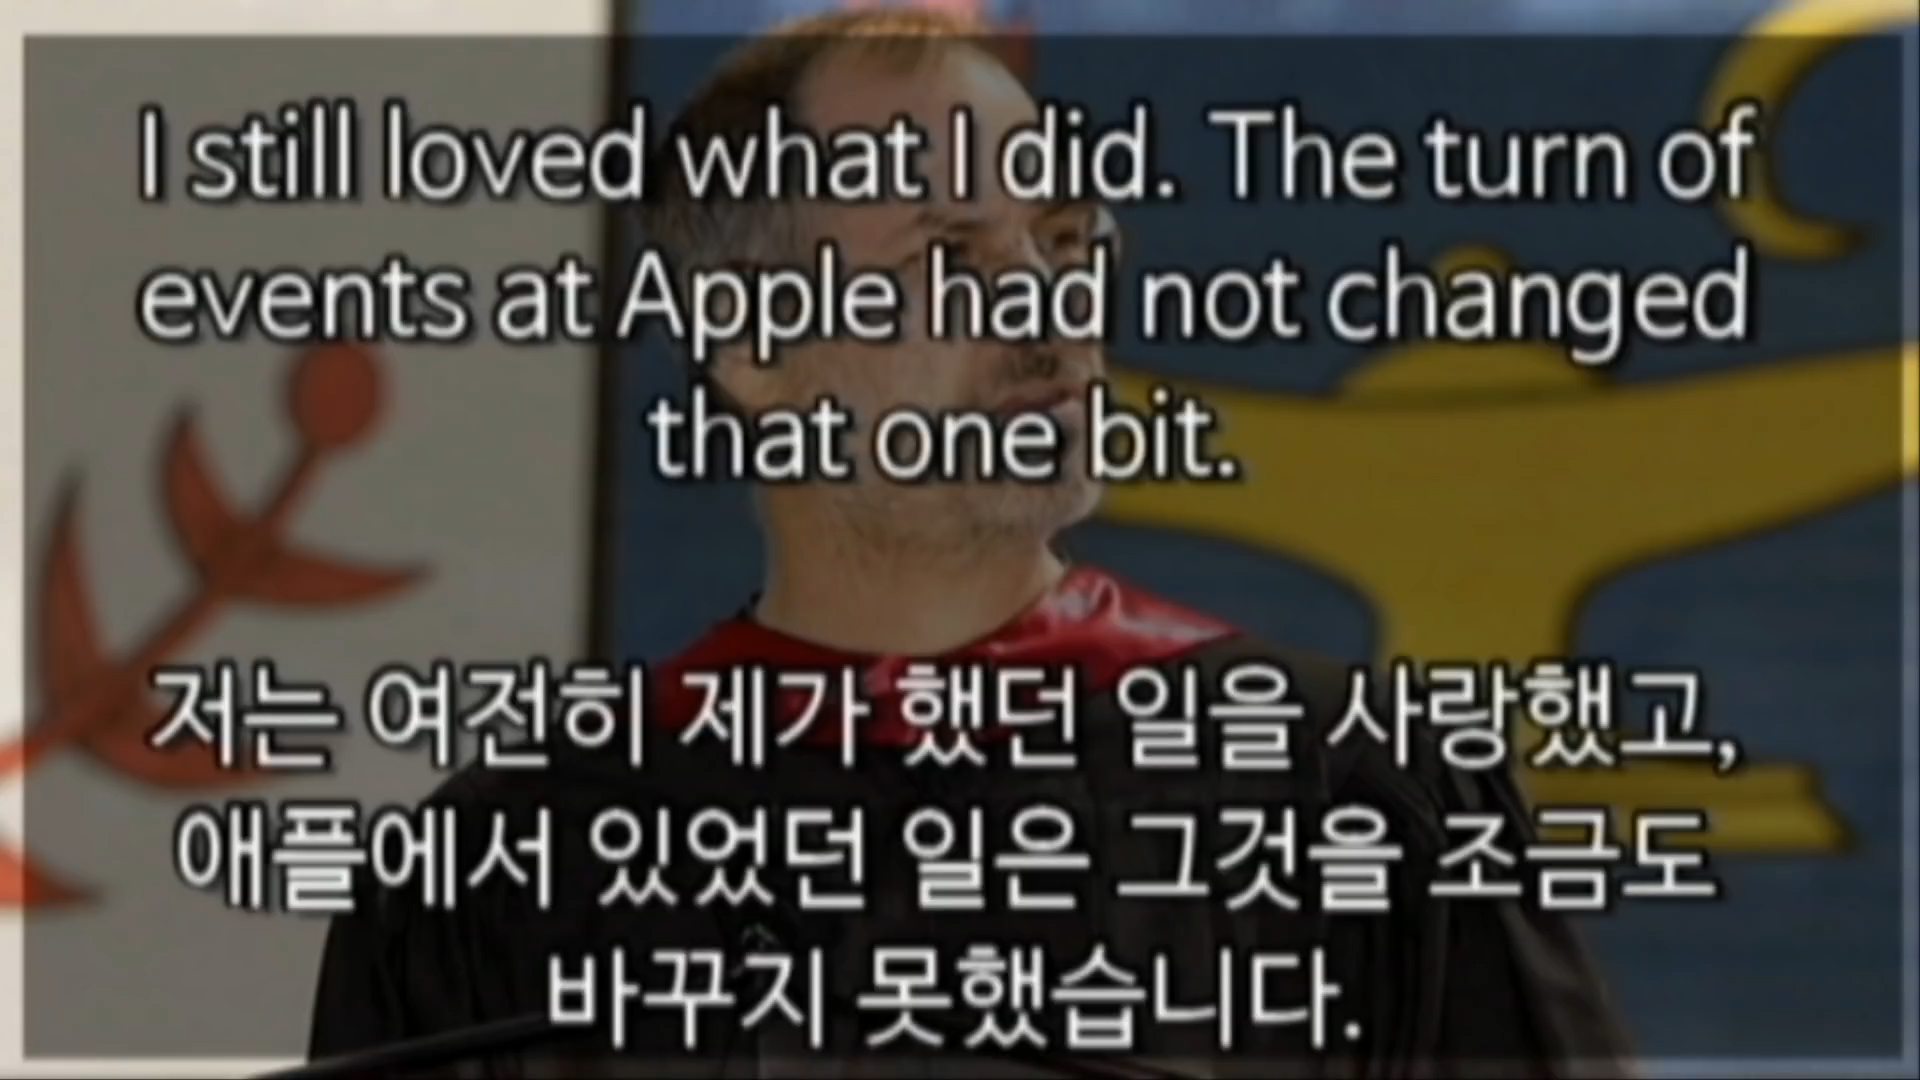 I still loved what I did. The turn of
events at Apple had not changed
that one bit.
저는 여전히 제가 했던 일을 사랑했고,
애플에서 있었던 일은 그것을 조금도
바꾸지 못했습니다.